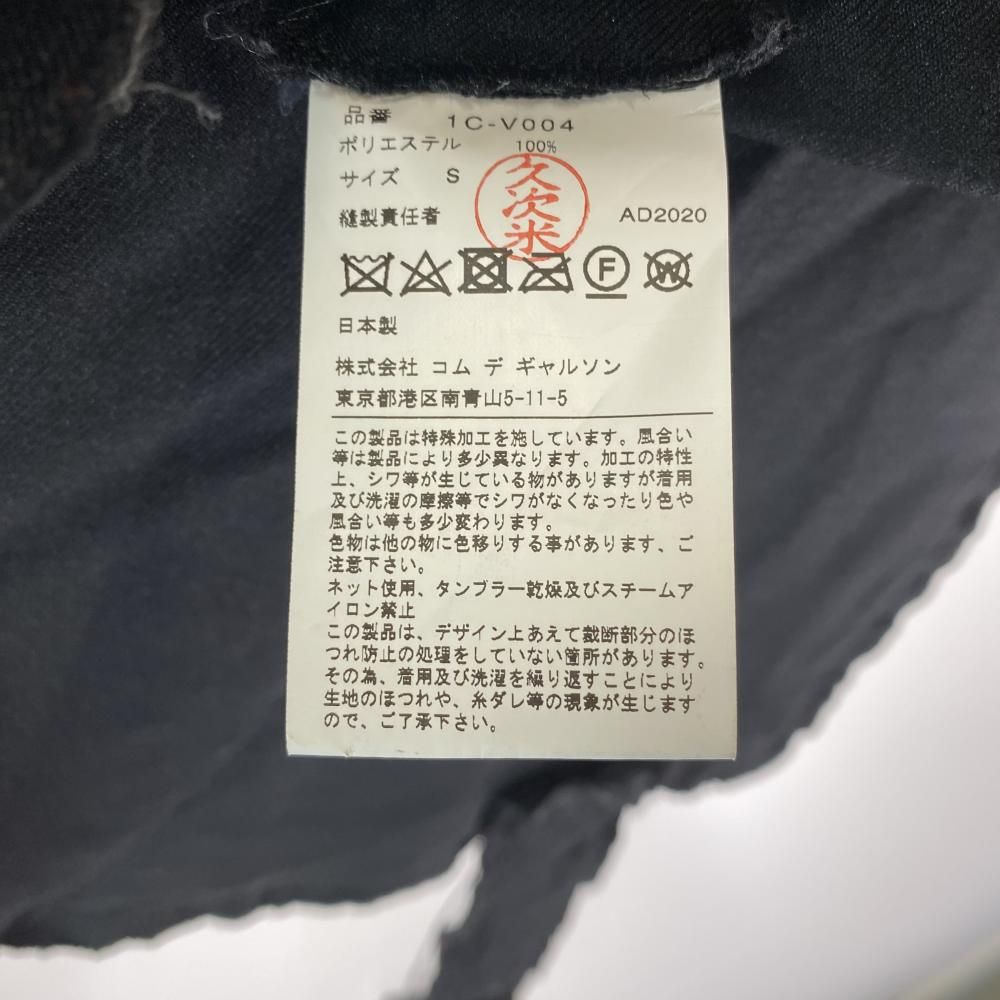 品番 1C-V004
ポリエステル 100%
サイズ S
久次米
縫製責任者 AD2020
F W
日本製
株式会社 コム デ ギャルソン
東京都港区南青山5-11-5
この製品は特殊加工を施しています。風合い
等は製品により多少異なります。加工の特性
上、シワ等が生じている物がありますが着用
及び洗濯の摩擦等でシワがなくなったり色や
風合い等も多少変わります。
色物は他の物に色移りする事があります、ご
注意下さい。
ネット使用、タンブラー乾燥及びスチームア
イロン禁止
この製品は、デザイン上あえて裁断部分のほ
つれ防止の処理をしていない箇所があります。
その為、着用及び洗濯を繰り返すことにより
生地のほつれや、糸ダレ等の現象が生じます
ので、ご了承下さい。